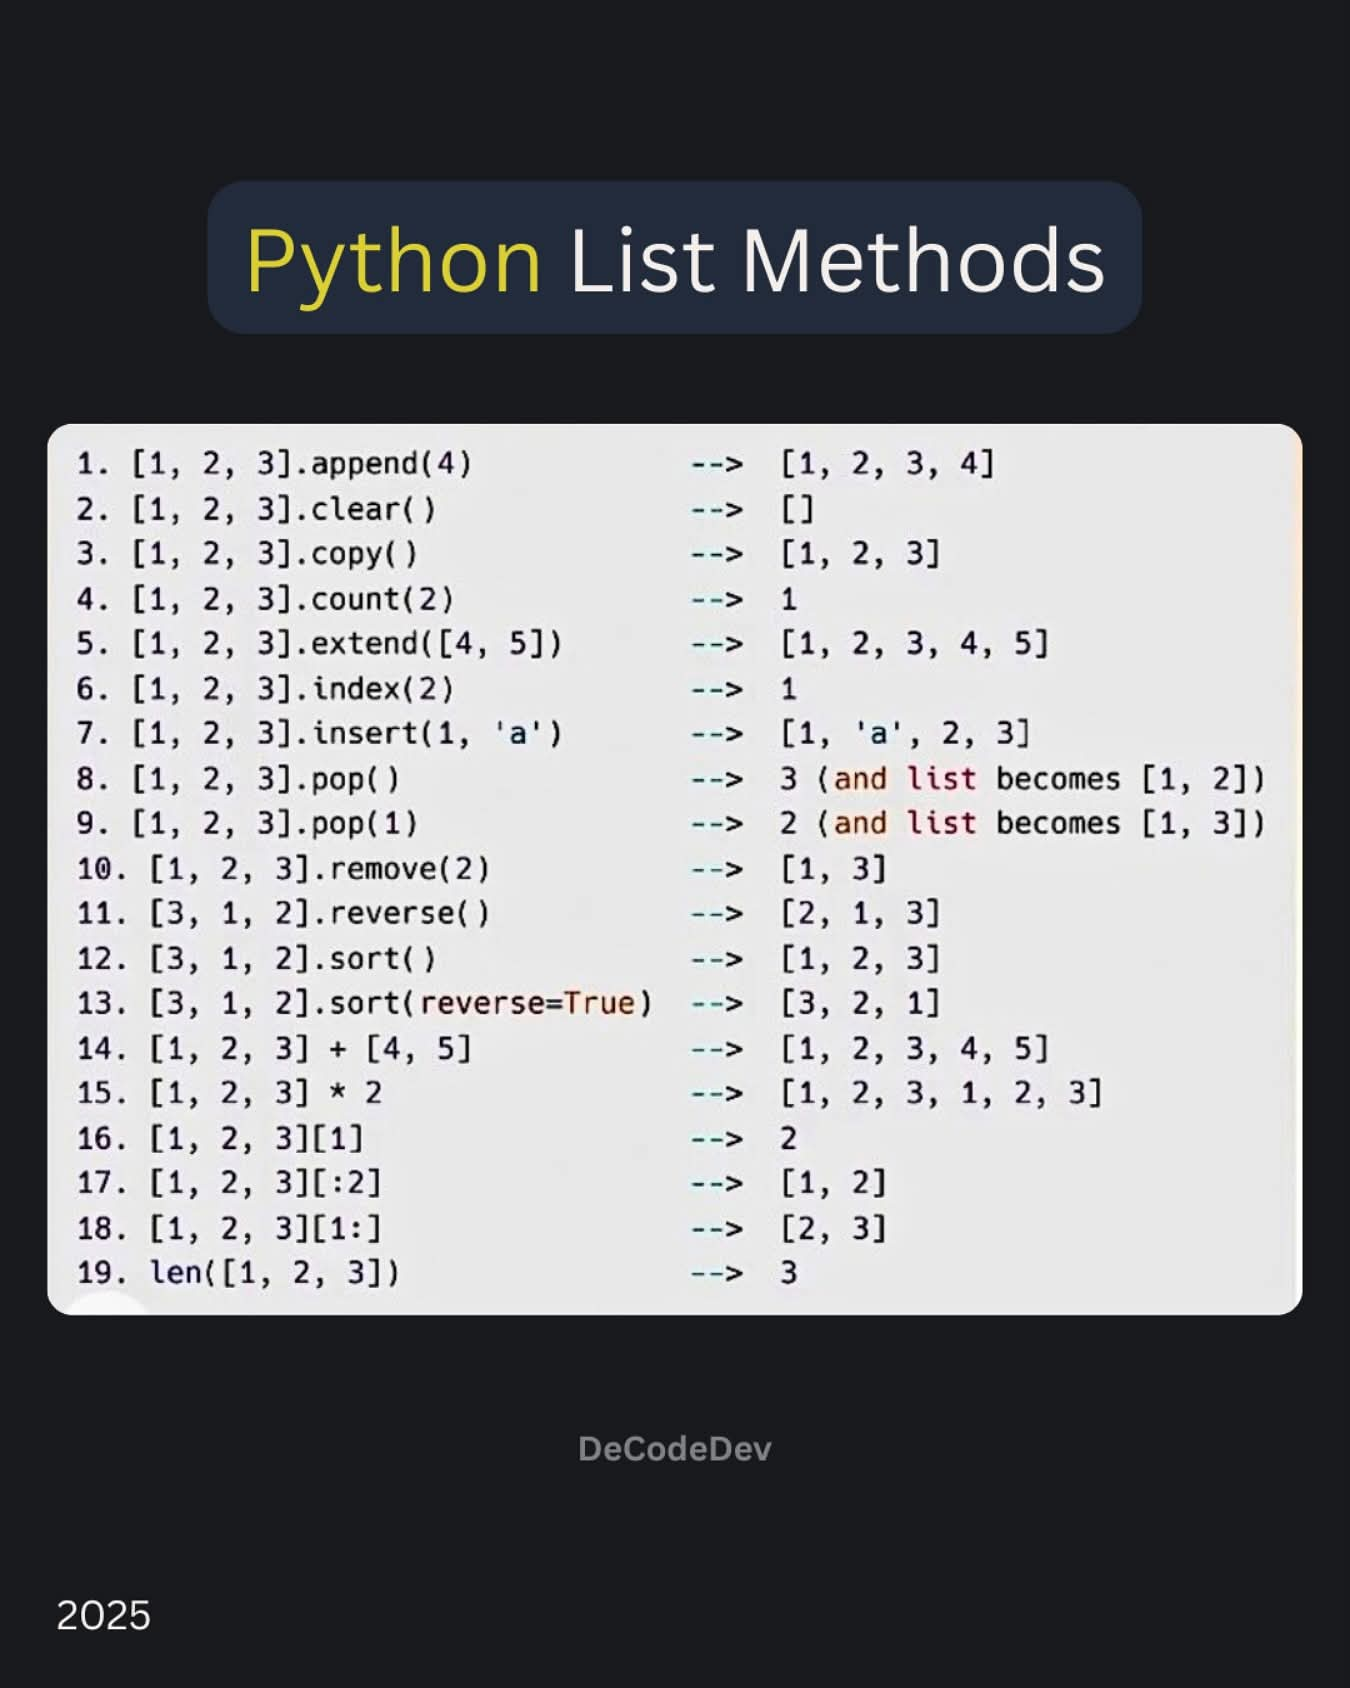 Python List Methods
1. [1, 2, 3].append(4) --> [1, 2, 3, 4]
2. [1, 2, 3].clear() --> []
3. [1, 2, 3].copy() --> [1, 2, 3]
4. [1, 2, 3].count(2) --> 1
5. [1, 2, 3].extend([4, 5]) --> [1, 2, 3, 4, 5]
6. [1, 2, 3].index(2) --> 1
7. [1, 2, 3].insert(1, 'a') --> [1, 'a', 2, 3]
8. [1, 2, 3].pop() --> 3 (and list becomes [1, 2])
9. [1, 2, 3].pop(1) --> 2 (and list becomes [1, 3])
10. [1, 2, 3].remove(2) --> [1, 3]
11. [3, 1, 2].reverse() --> [2, 1, 3]
12. [3, 1, 2].sort() --> [1, 2, 3]
13. [3, 1, 2].sort(reverse=True) --> [3, 2, 1]
14. [1, 2, 3] + [4, 5] --> [1, 2, 3, 4, 5]
15. [1, 2, 3] * 2 --> [1, 2, 3, 1, 2, 3]
16. [1, 2, 3][1] --> 2
17. [1, 2, 3][:2] --> [1, 2]
18. [1, 2, 3][1:] --> [2, 3]
19. len([1, 2, 3]) --> 3
DeCodeDev
2025